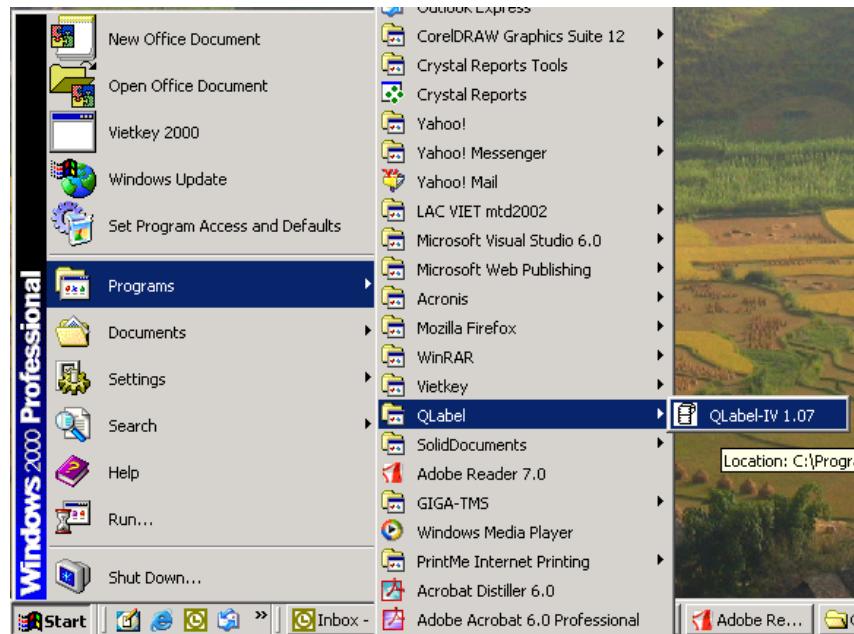 New Office Document
Open Office Document
Vietkey 2000
Windows Update
Set Program Access and Defaults
Programs
Documents
Settings
Search
Help
Run...
Shut Down...
Windows 2000 Professional
Outlook Express
CorelDRAW Graphics Suite 12
Crystal Reports Tools
Crystal Reports
Yahoo!
Yahoo! Messenger
Yahoo! Mail
LAC VIET mtd2002
Microsoft Visual Studio 6.0
Microsoft Web Publishing
Acronis
Mozilla Firefox
WinRAR
Vietkey
QLabel
SolidDocuments
Adobe Reader 7.0
GIGA-TMS
Windows Media Player
PrintMe Internet Printing
Acrobat Distiller 6.0
Adobe Acrobat 6.0 Professional
QLabel-IV 1.07
Location: C:\Progra
Start
»
Inbox -
Adobe Re...